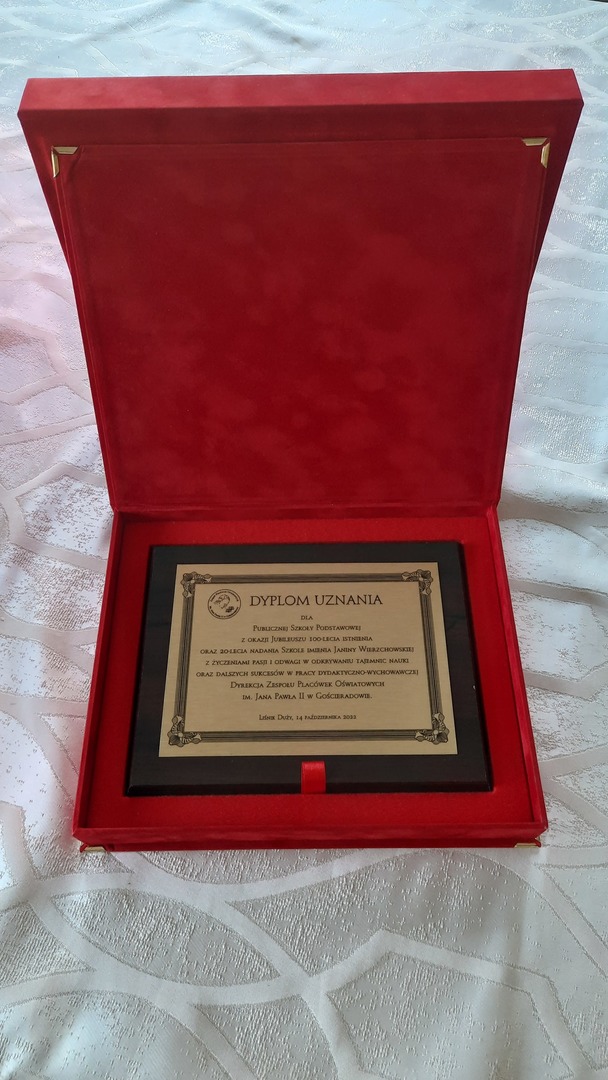 DYPLOM UZNANIA
DLA
PUBLICZNEJ SZKOŁY PODSTAWOWEJ
Z OKAZJI JUBILEUSZU 100-LECIA ISTNIENIA
ORAZ 20-LECIA NADANIA SZKOLE IMIENIA JANINY WIERZCHOWSKIEJ
Z ŻYCZENIAMI PASJI I ODWAGI W ODKRYWANIU TAJEMNIC NAUKI
ORAZ DALSZYCH SUKCESÓW W PRACY DYDAKTYCZNO-WYCHOWAWCZEJ
DYREKCJA ZESPOŁU PLACÓWEK OŚWIATOWYCH
IM. JANA PAWŁA II W GOŚCIERADOWIE.
LEŚNIK DUŻY, 14 PAŹDZIERNIKA 2022